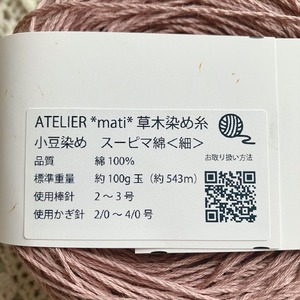 ATELIER *mati* 草木染め糸
小豆染め　スーピマ綿＜細＞
品質　綿 100%　お取り扱い方法
標準重量　約 100g 玉（約 543m）
使用棒針　2 〜 3 号
使用かぎ針　2/0 〜 4/0 号